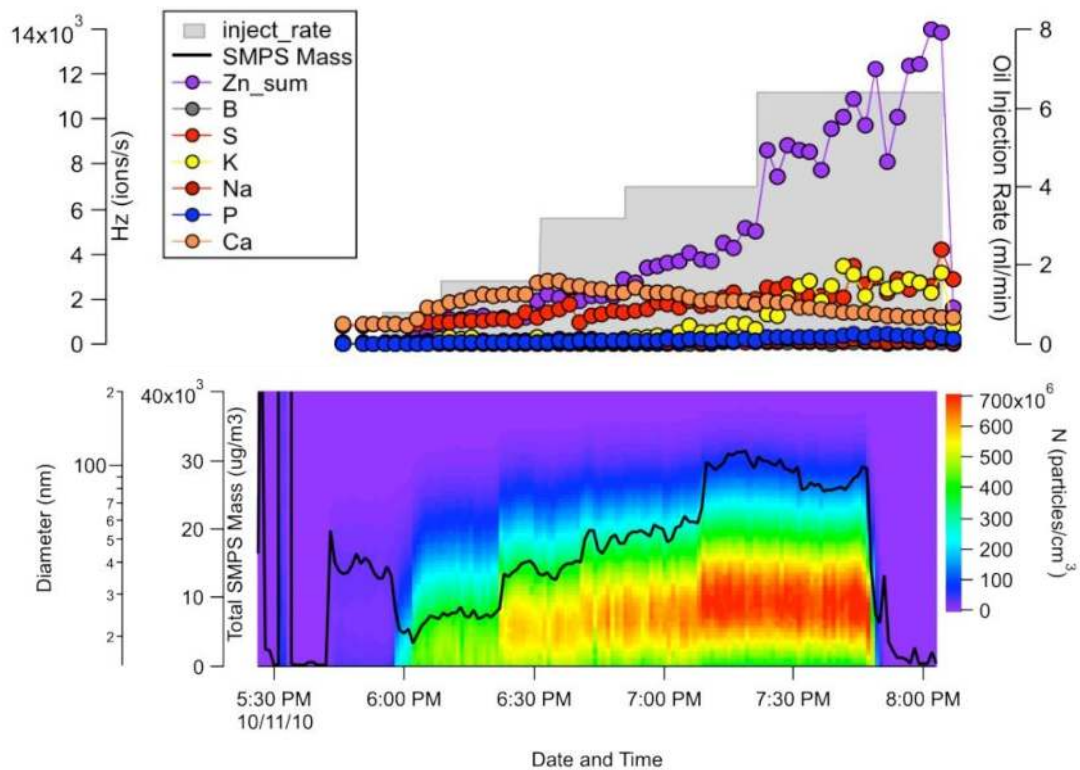 14x10³
12
10
8
6
4
2
0
Hz (ions/s)
inject_rate
SMPS Mass
Zn_sum
B
S
K
Na
P
Ca
8
6
4
2
0
Oil Injection Rate (ml/min)
2
100
7
6
5
4
3
2
Diameter (nm)
40x10³
30
20
10
0
Total SMPS Mass (ug/m3)
700x10⁶
600
500
400
300
200
100
0
N (particles/cm³)
5:30 PM
10/11/10
6:00 PM
6:30 PM
7:00 PM
7:30 PM
8:00 PM
Date and Time